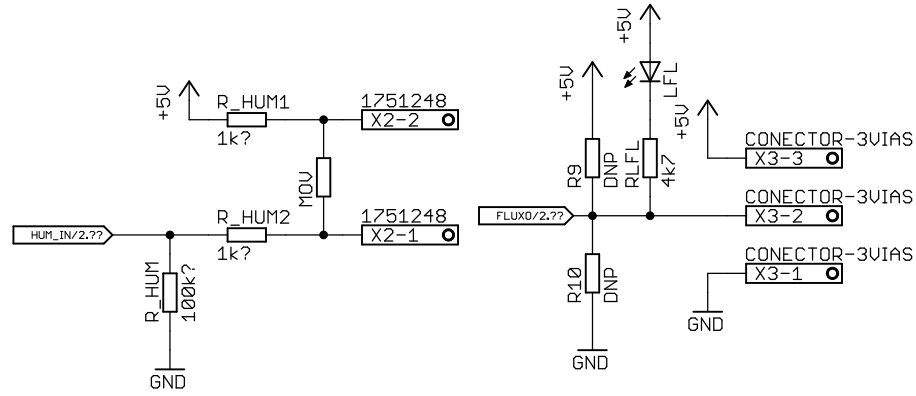 +5V
R_HUM1
1k?
1751248
X2-2
MOV
HUM_IN/2.??
R_HUM2
1k?
1751248
X2-1
R_HUM
100k?
GND
+5V
+5V
LFL
R9
DNP
RLFL
4k7
+5V
CONECTOR-3VIAS
X3-3
FLUXO/2.??
CONECTOR-3VIAS
X3-2
R10
DNP
CONECTOR-3VIAS
X3-1
GND
GND